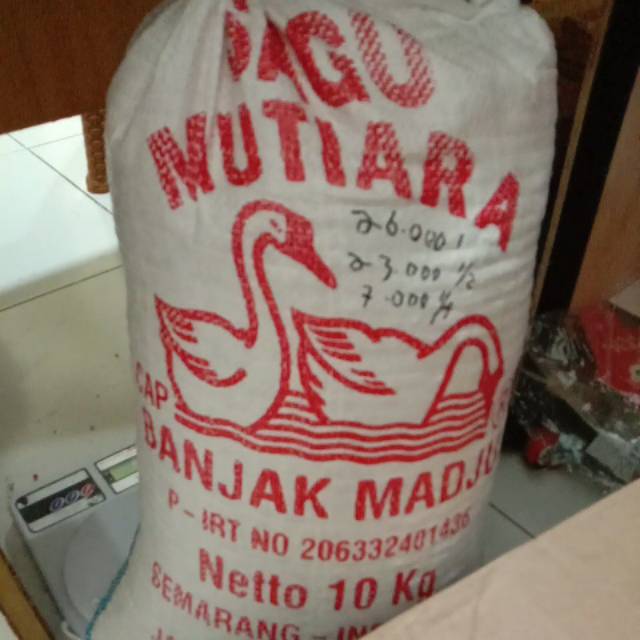 SAGU
MUTIARA
26.000 1
23.000 1/2
7.000 1/4
CAP
BANJAK MADJU
P-IRT NO 206332401436
Netto 10 Kg
SEMARANG -